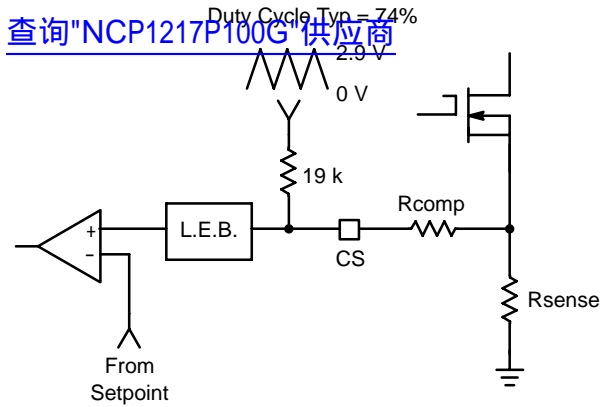 Duty Cycle Typ = 74%
查询"NCP1217P100G"供应商
2.9 V
0 V
19 k
Rcomp
L.E.B.
+
−
CS
Rsense
From
Setpoint